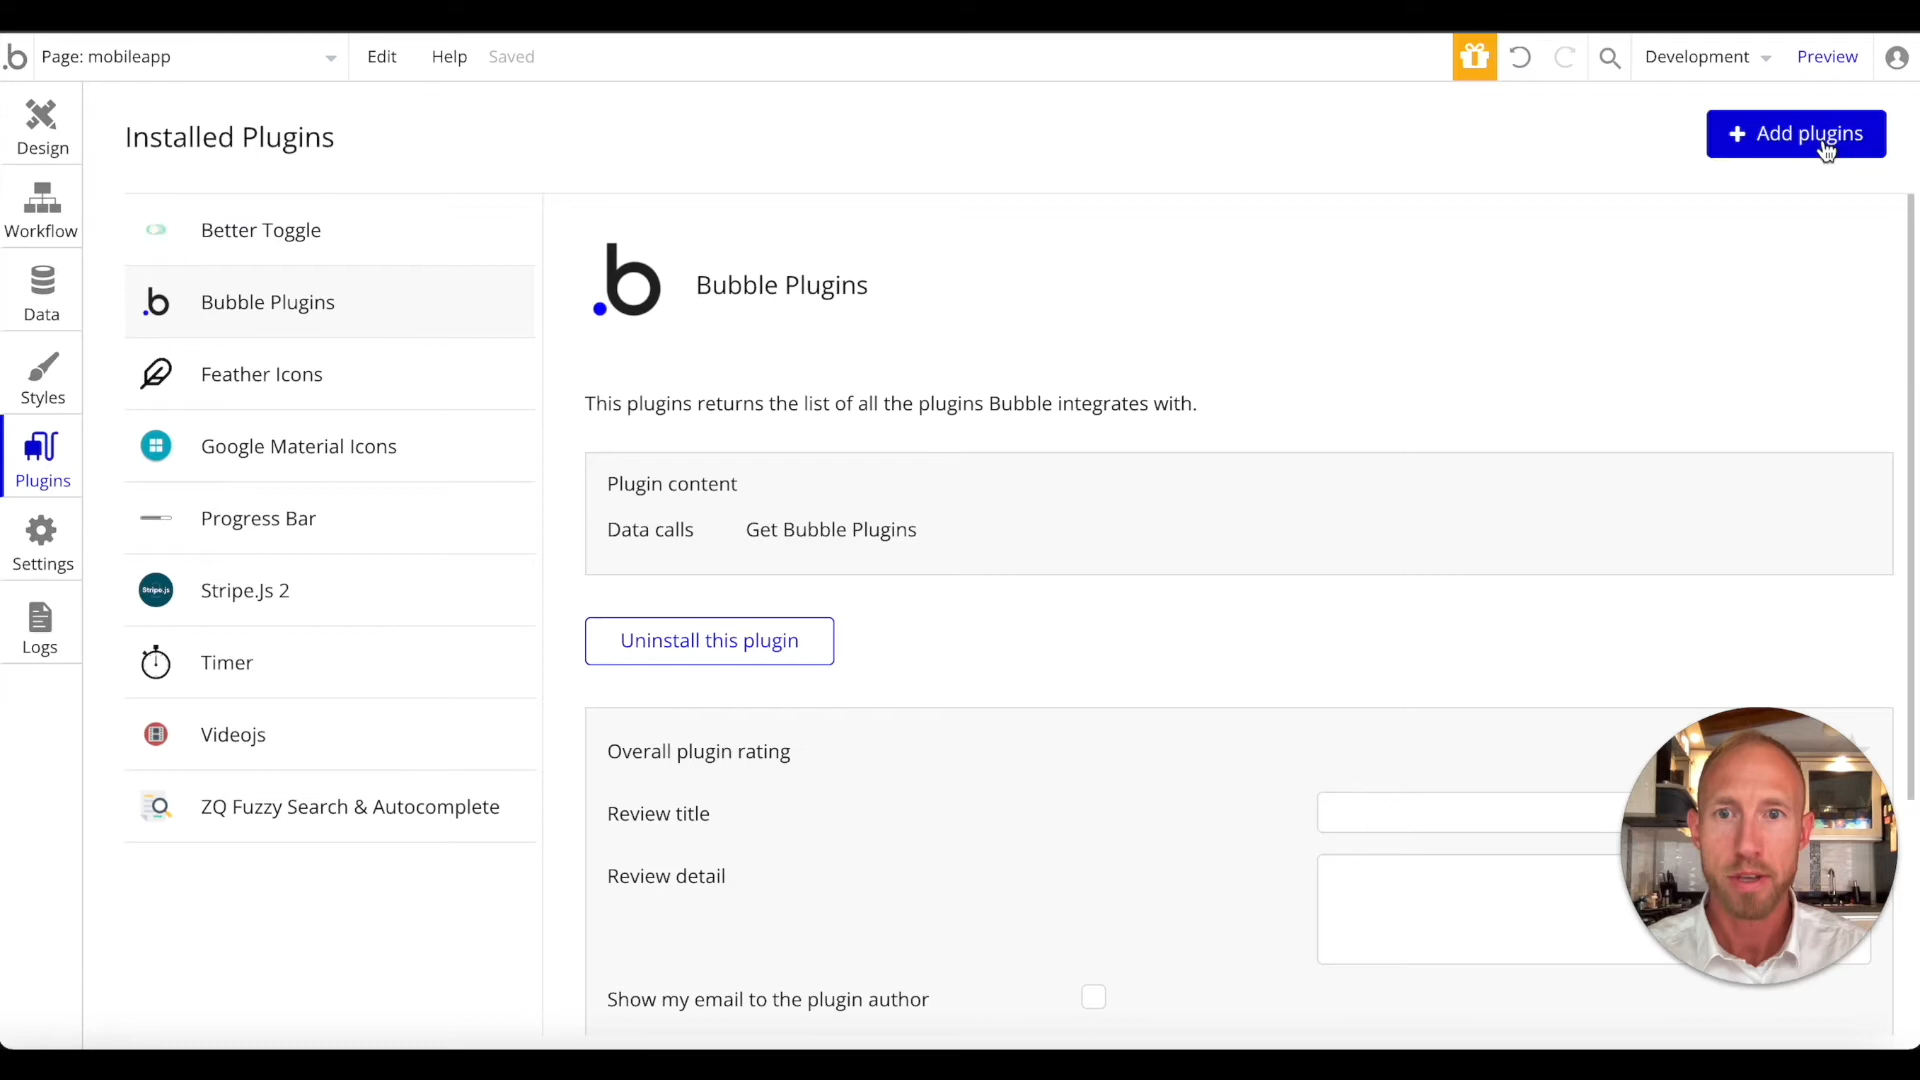 .b
Page: mobileapp
Edit
Help
Saved
Development
Preview
Design
Workflow
Data
Styles
Plugins
Settings
Logs
Installed Plugins
+ Add plugins
Better Toggle
.b
Bubble Plugins
Feather Icons
Google Material Icons
Progress Bar
Stripe.js
Stripe.Js 2
Timer
Videojs
ZQ Fuzzy Search & Autocomplete
.b
Bubble Plugins
This plugins returns the list of all the plugins Bubble integrates with.
Plugin content
Data calls Get Bubble Plugins
Uninstall this plugin
Overall plugin rating
Review title
Review detail
Show my email to the plugin author